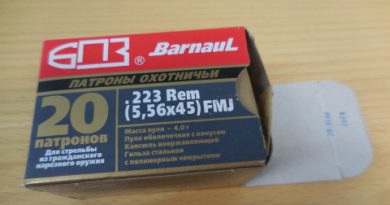 БПЗ ® BARNAUL
ПАТРОНЫ ОХОТНИЧЬИ
20
ПАТРОНОВ
Для стрельбы
из гражданского
нарезного оружия
.223 Rem
(5,56x45) FMJ
Масса пули - 4,0 г
Пуля оболочечная с конусом
Капсюль неоржавляющий
Гильза стальная
с полимерным покрытием